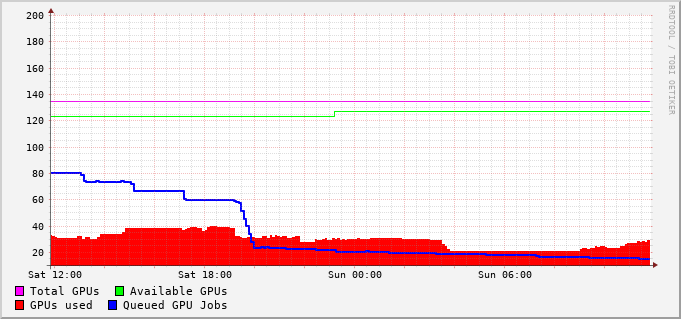 200
180
160
140
120
100
80
60
40
20
Sat 12:00 Sat 18:00 Sun 00:00 Sun 06:00
Total GPUs Available GPUs
GPUs used Queued GPU Jobs
RRDTOOL / TOBI OETIKER